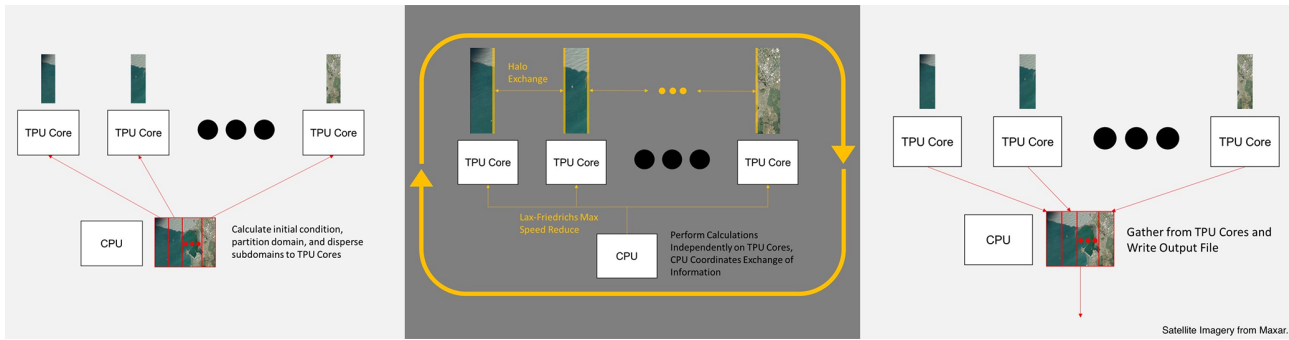 TPU Core
TPU Core
TPU Core
CPU
Calculate initial condition,
partition domain, and disperse
subdomains to TPU Cores
Halo
Exchange
TPU Core
TPU Core
TPU Core
Lax-Friedrichs Max
Speed Reduce
CPU
Perform Calculations
Independently on TPU Cores,
CPU Coordinates Exchange of
Information
TPU Core
TPU Core
TPU Core
CPU
Gather from TPU Cores and
Write Output File
Satellite Imagery from Maxar.